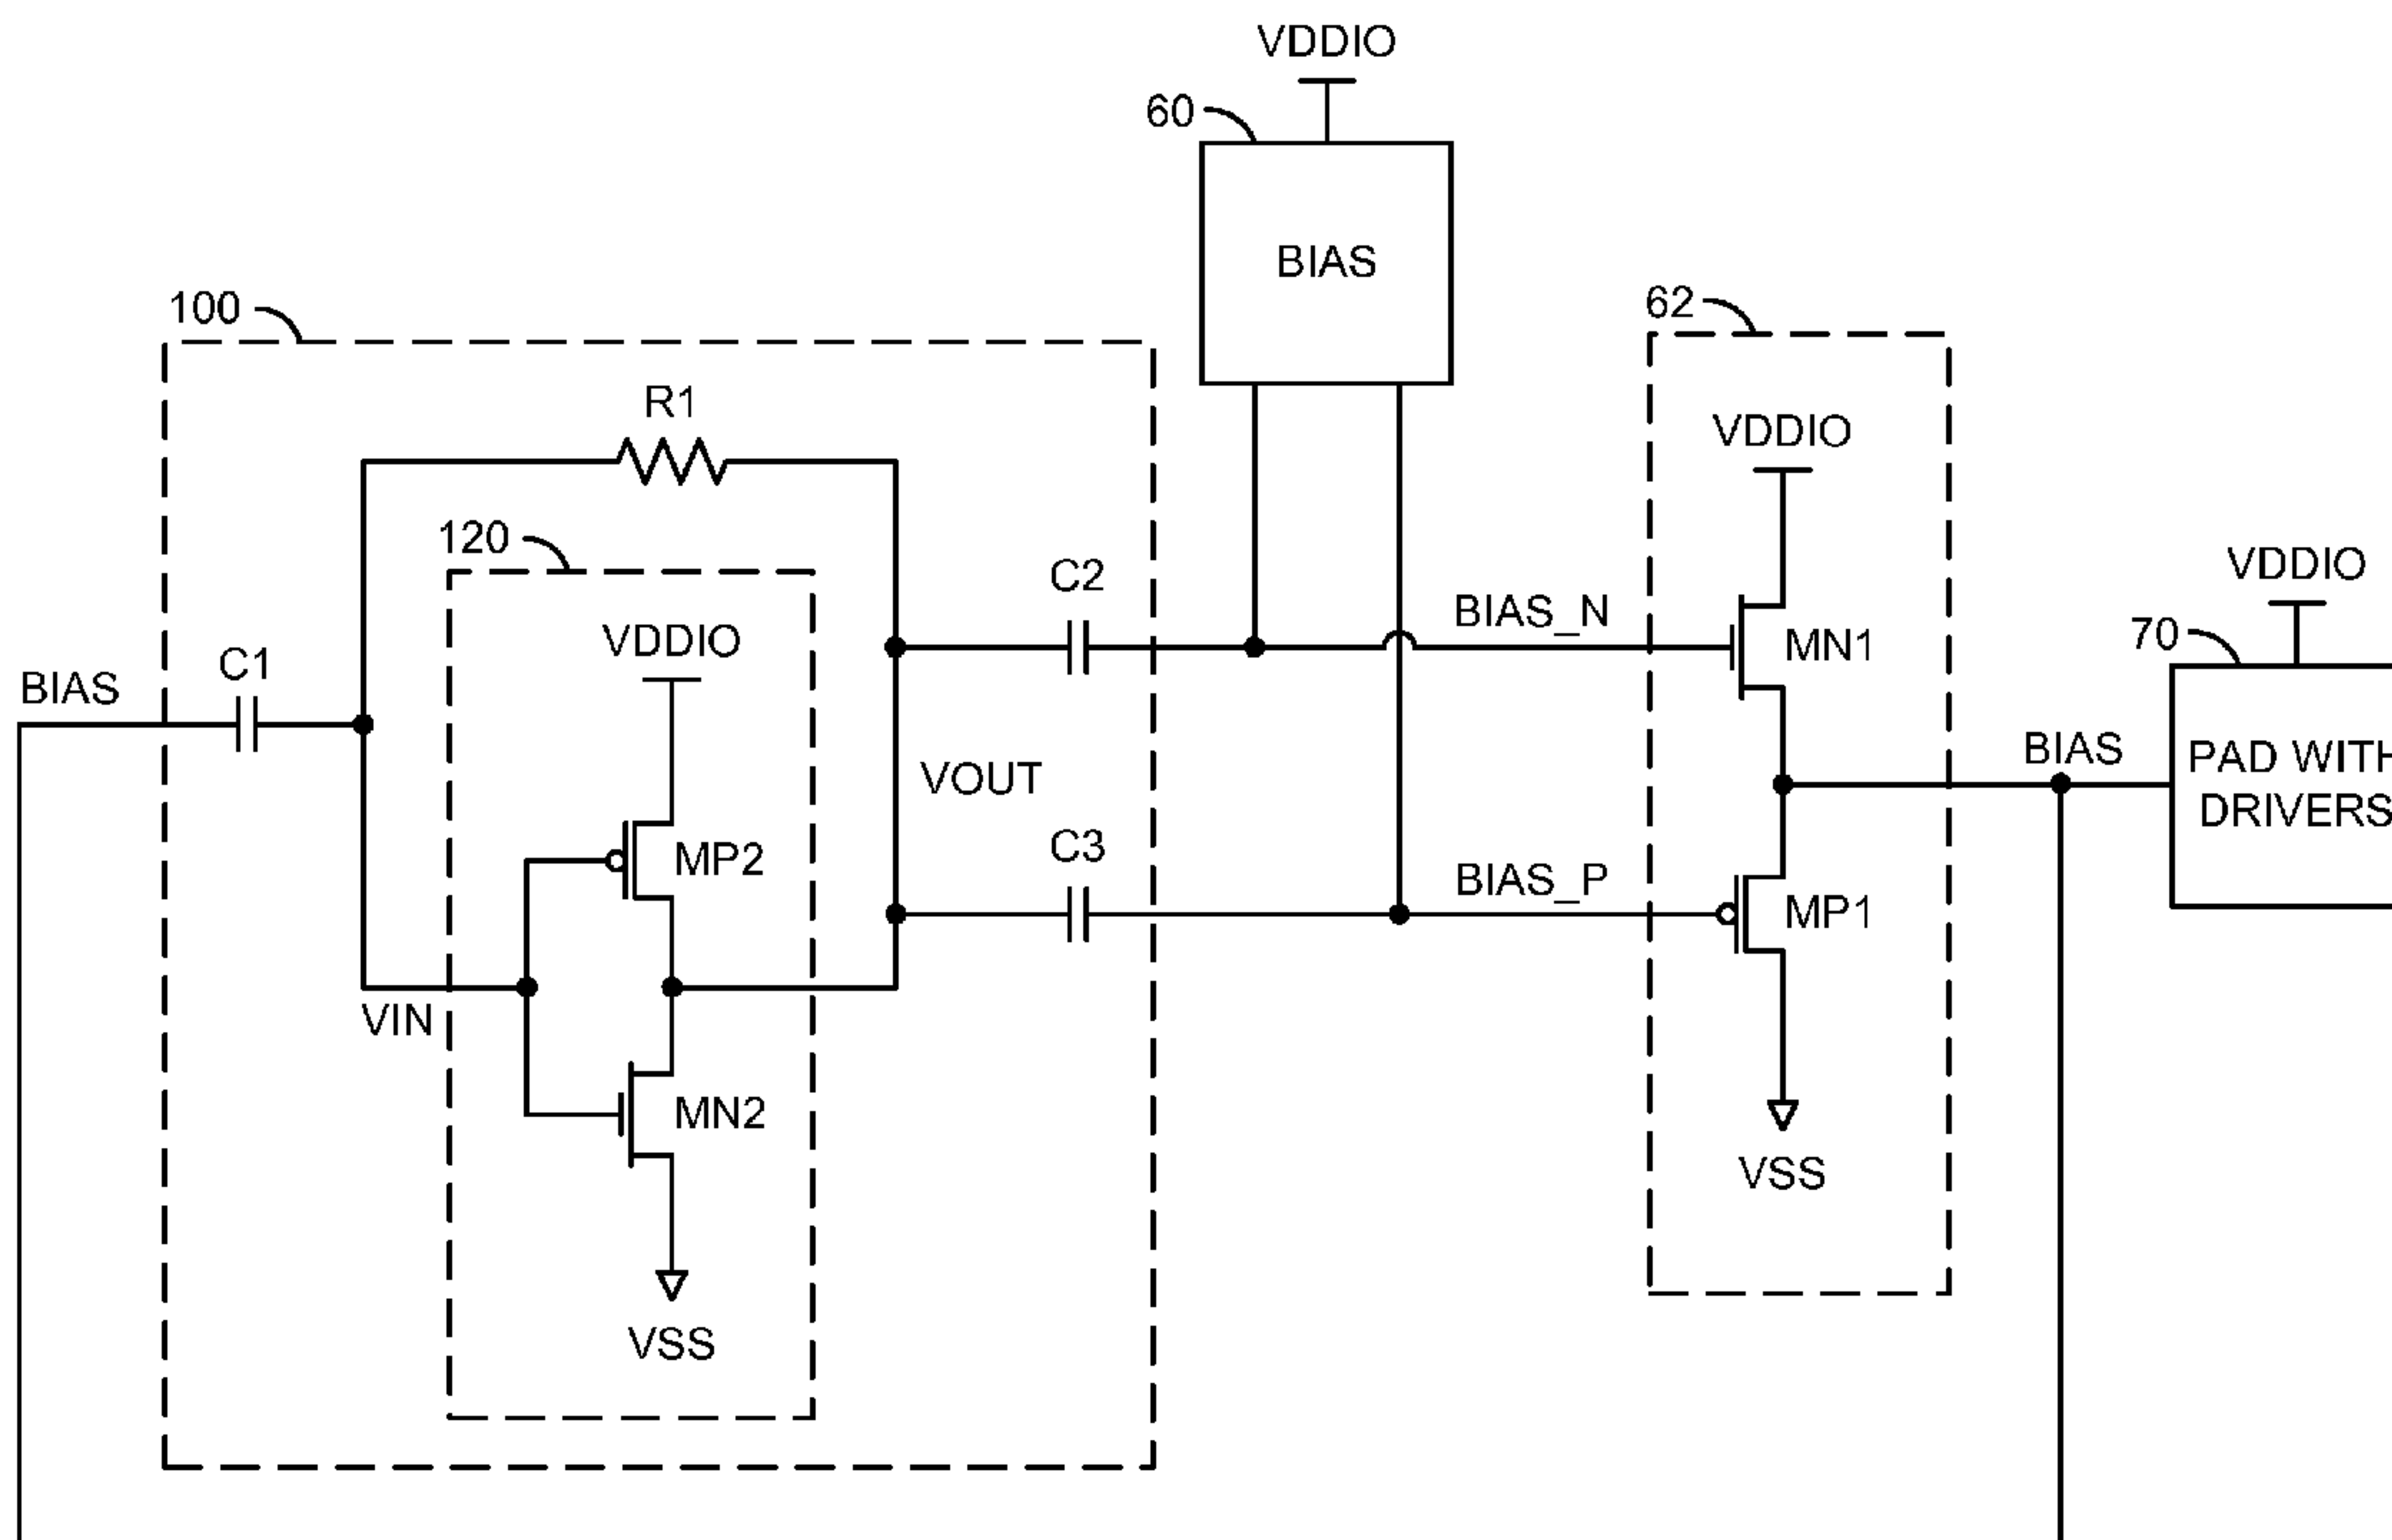 VDDIO
60
BIAS
100
62
R1
VDDIO
120
C2
VDDIO
BIAS_N
VDDIO
70
C1
MN1
BIAS
VOUT
BIAS
PAD WITH
DRIVERS
MP2
C3
BIAS_P
MP1
VIN
MN2
VSS
VSS